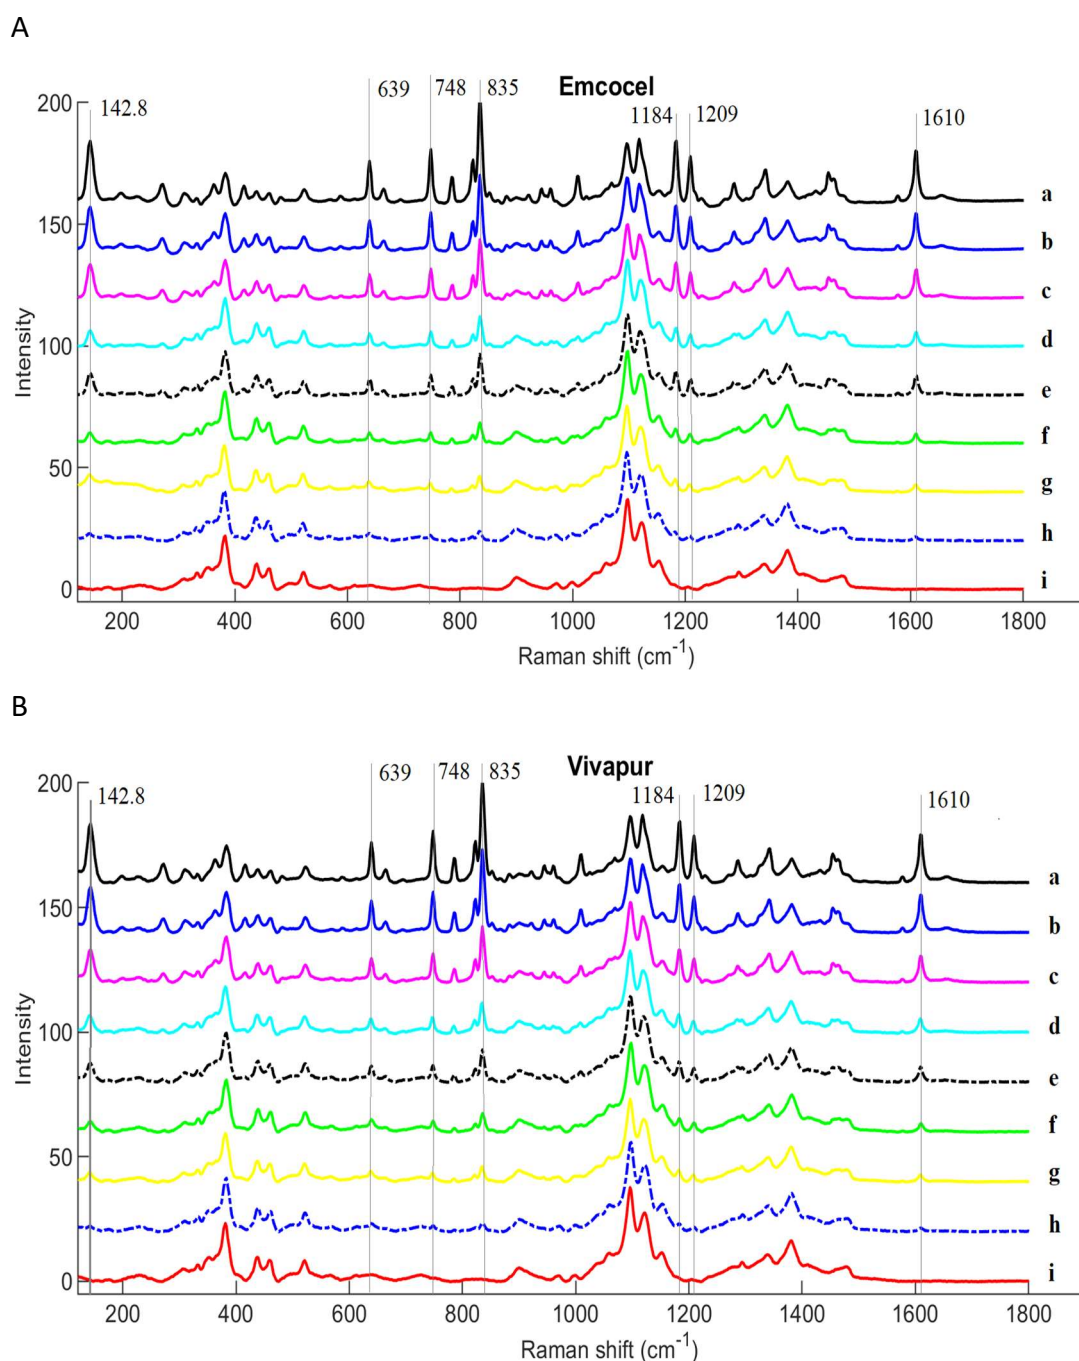 A
Emcocel
142.8
639
748
835
1184
1209
1610
200
150
100
50
0
Intensity
a
b
c
d
e
f
g
h
i
200 400 600 800 1000 1200 1400 1600 1800
Raman shift (cm⁻¹)
B
Vivapur
142.8
639
748
835
1184
1209
1610
200
150
100
50
0
Intensity
a
b
c
d
e
f
g
h
i
200 400 600 800 1000 1200 1400 1600 1800
Raman shift (cm⁻¹)